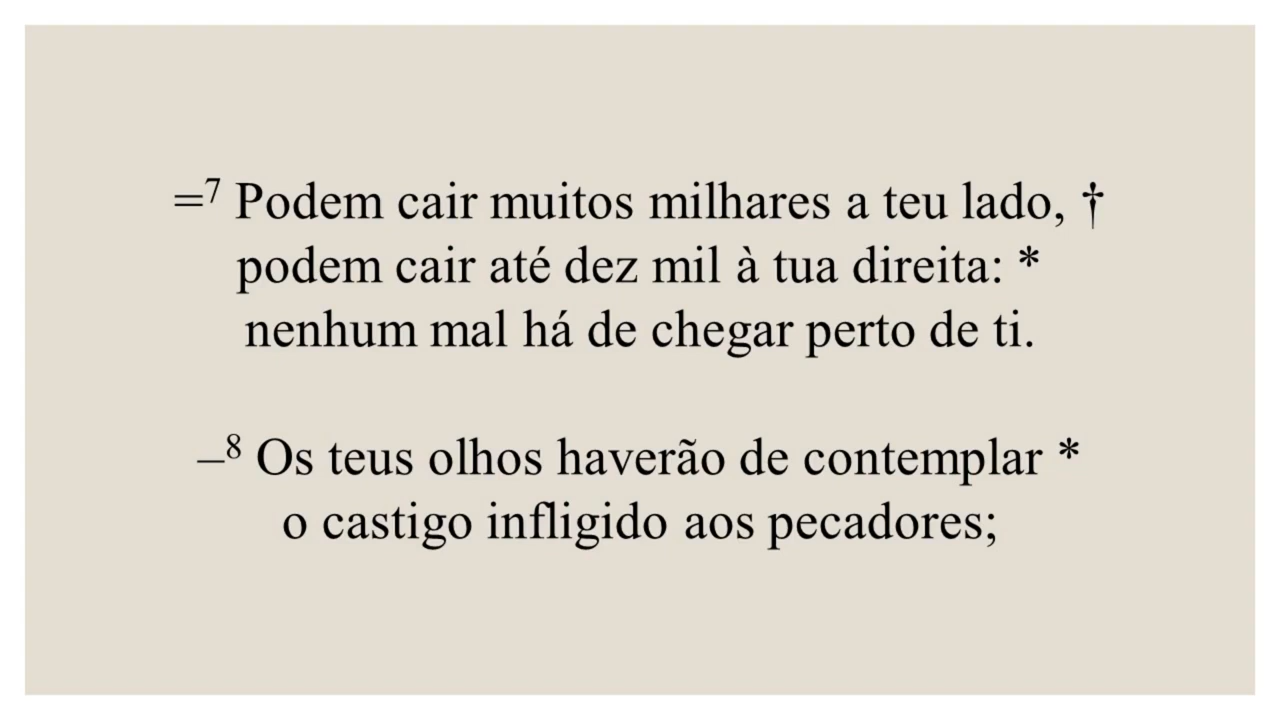 =⁷ Podem cair muitos milhares a teu lado, †
podem cair até dez mil à tua direita: *
nenhum mal há de chegar perto de ti.
–⁸ Os teus olhos haverão de contemplar *
o castigo infligido aos pecadores;